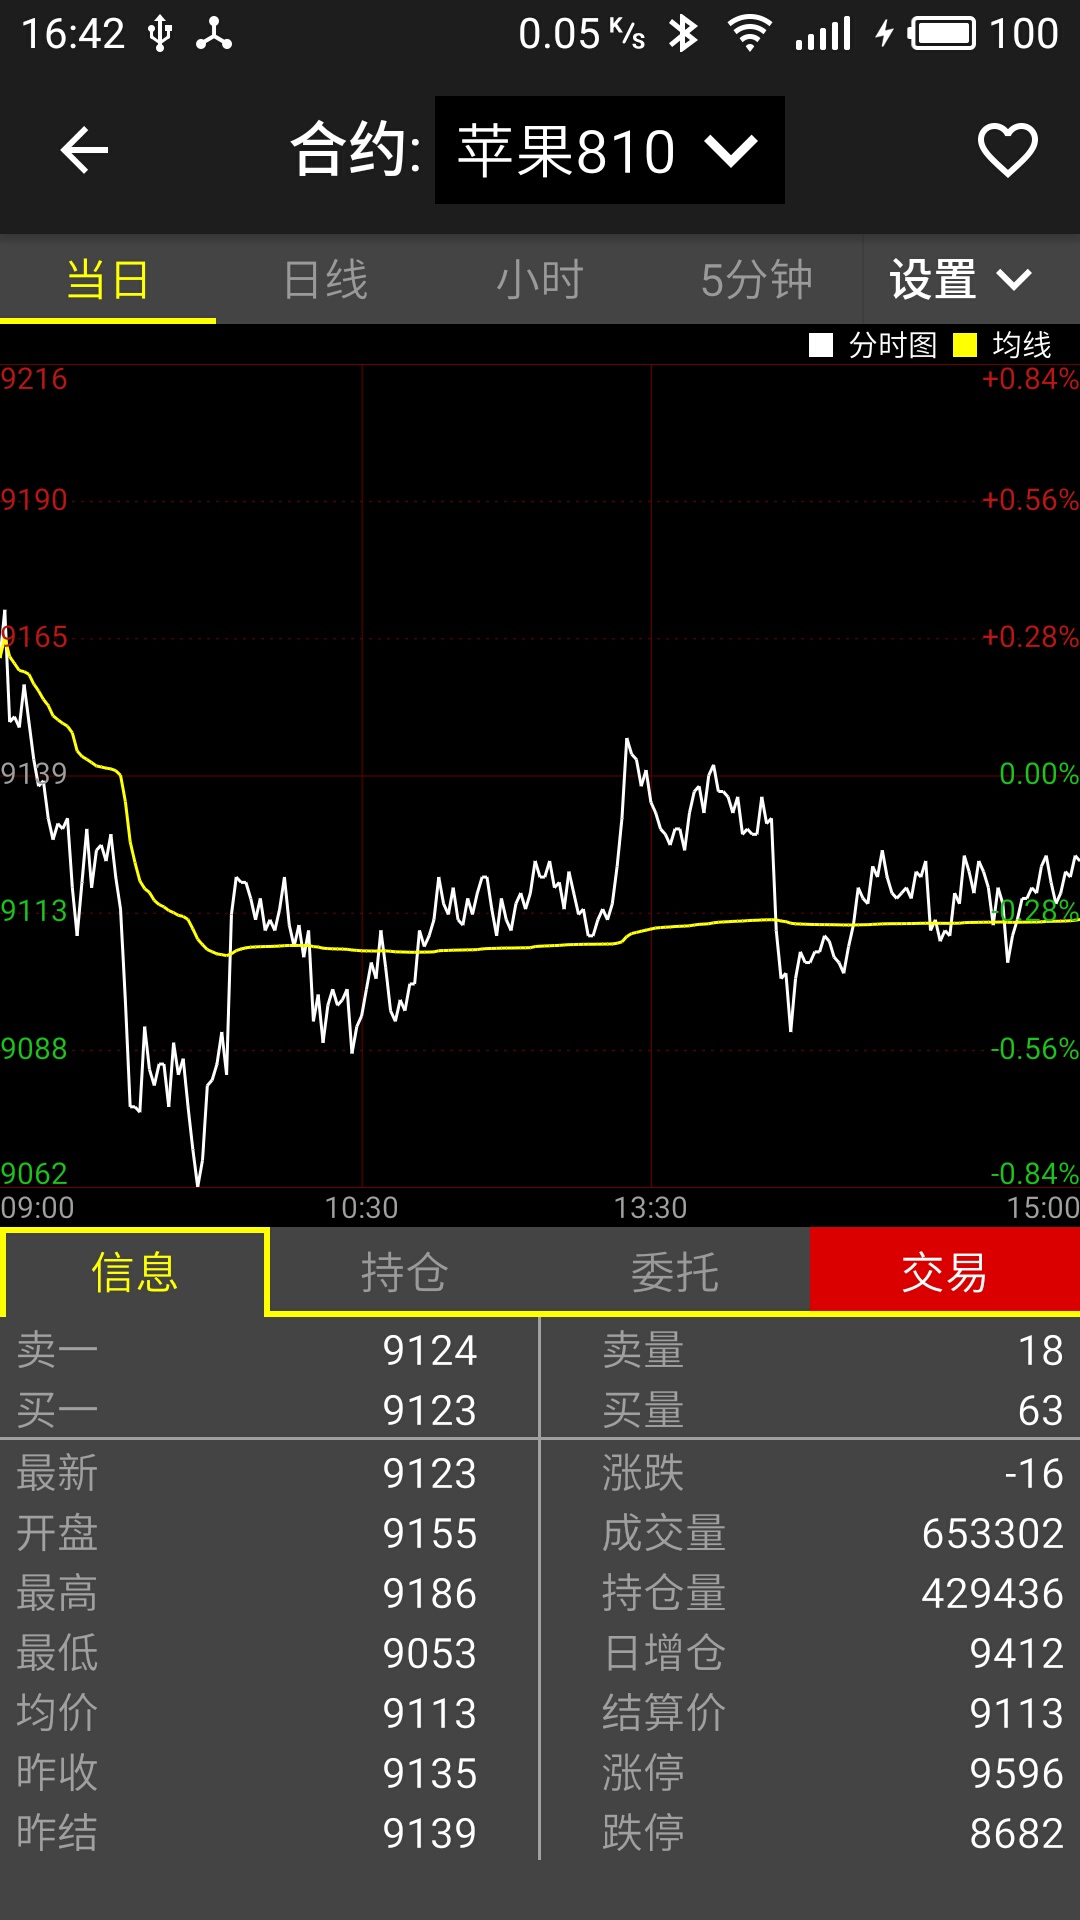 16:42 0.05 K/s 100
合约: 苹果810
当日 日线 小时 5分钟 设置
分时图 均线
9216 +0.84%
9190 +0.56%
9165 +0.28%
9139 0.00%
9113 -0.28%
9088 -0.56%
9062 -0.84%
09:00 10:30 13:30 15:00
信息 持仓 委托 交易
卖一 9124 卖量 18
买一 9123 买量 63
最新 9123 涨跌 -16
开盘 9155 成交量 653302
最高 9186 持仓量 429436
最低 9053 日增仓 9412
均价 9113 结算价 9113
昨收 9135 涨停 9596
昨结 9139 跌停 8682